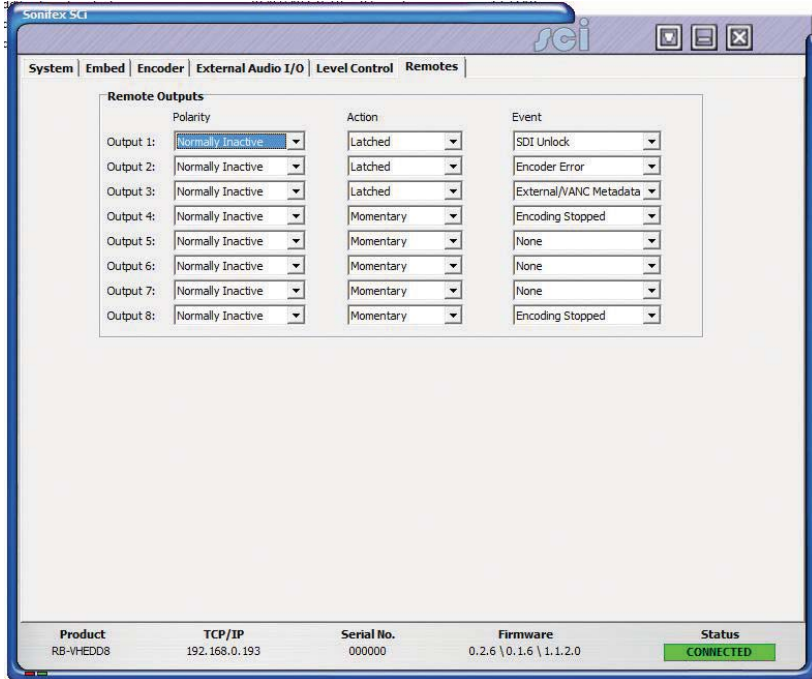 Sonifex SCi
sci
System Embed Encoder External Audio I/O Level Control Remotes
Remote Outputs
Polarity Action Event
Output 1: Normally Inactive Latched SDI Unlock
Output 2: Normally Inactive Latched Encoder Error
Output 3: Normally Inactive Latched External/VANC Metadata
Output 4: Normally Inactive Momentary Encoding Stopped
Output 5: Normally Inactive Momentary None
Output 6: Normally Inactive Momentary None
Output 7: Normally Inactive Momentary None
Output 8: Normally Inactive Momentary Encoding Stopped
Product TCP/IP Serial No. Firmware Status
RB-VHEDD8 192.168.0.193 000000 0.2.6 \ 0.1.6 \ 1.1.2.0 CONNECTED